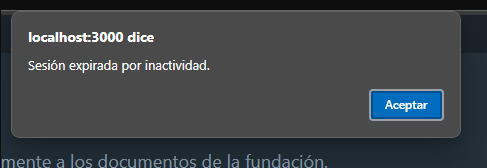 localhost:3000 dice
Sesión expirada por inactividad.
Aceptar
mente a los documentos de la fundación.